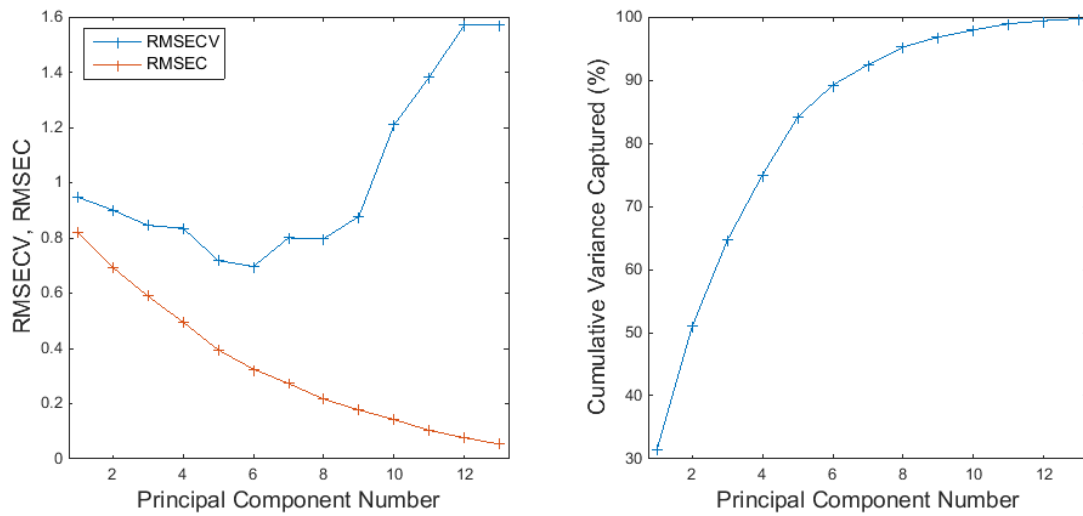 RMSECV, RMSEC
1.6
1.4
1.2
1
0.8
0.6
0.4
0.2
0
RMSECV
RMSEC
2 4 6 8 10 12
Principal Component Number
Cumulative Variance Captured (%)
100
90
80
70
60
50
40
30
2 4 6 8 10 12
Principal Component Number